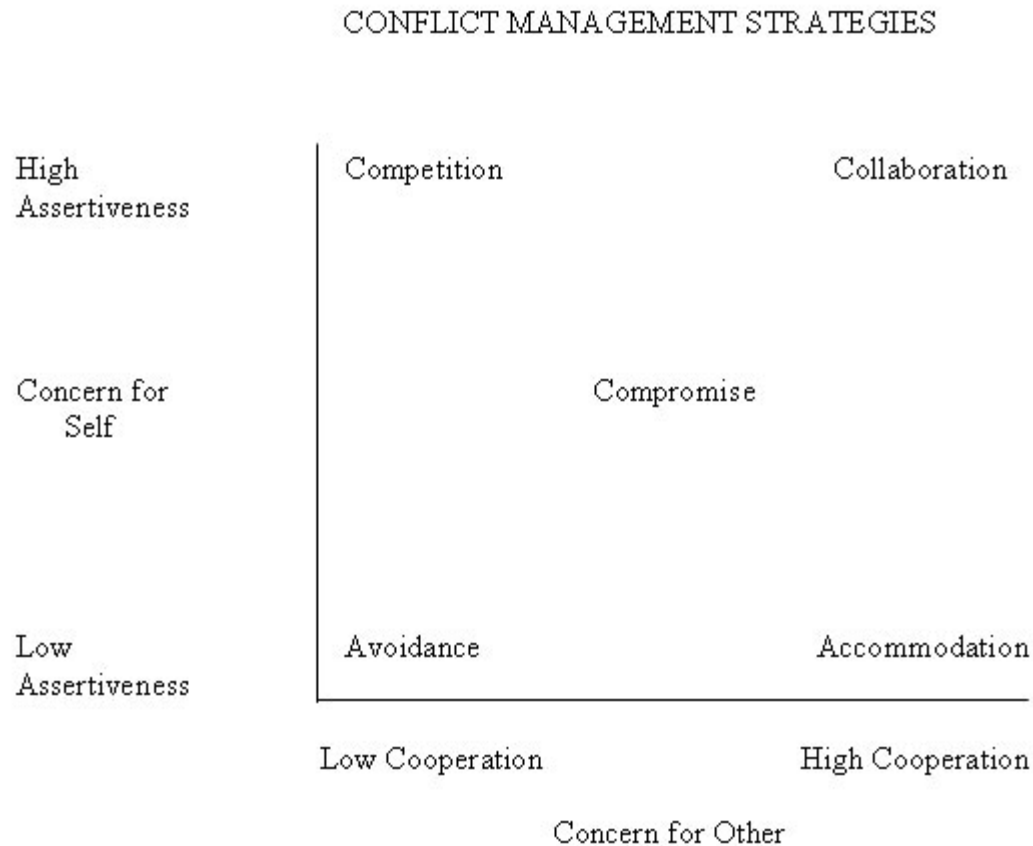 CONFLICT MANAGEMENT STRATEGIES
High
Assertiveness
Competition
Collaboration
Concern for
Self
Compromise
Low
Assertiveness
Avoidance
Accommodation
Low Cooperation
High Cooperation
Concern for Other